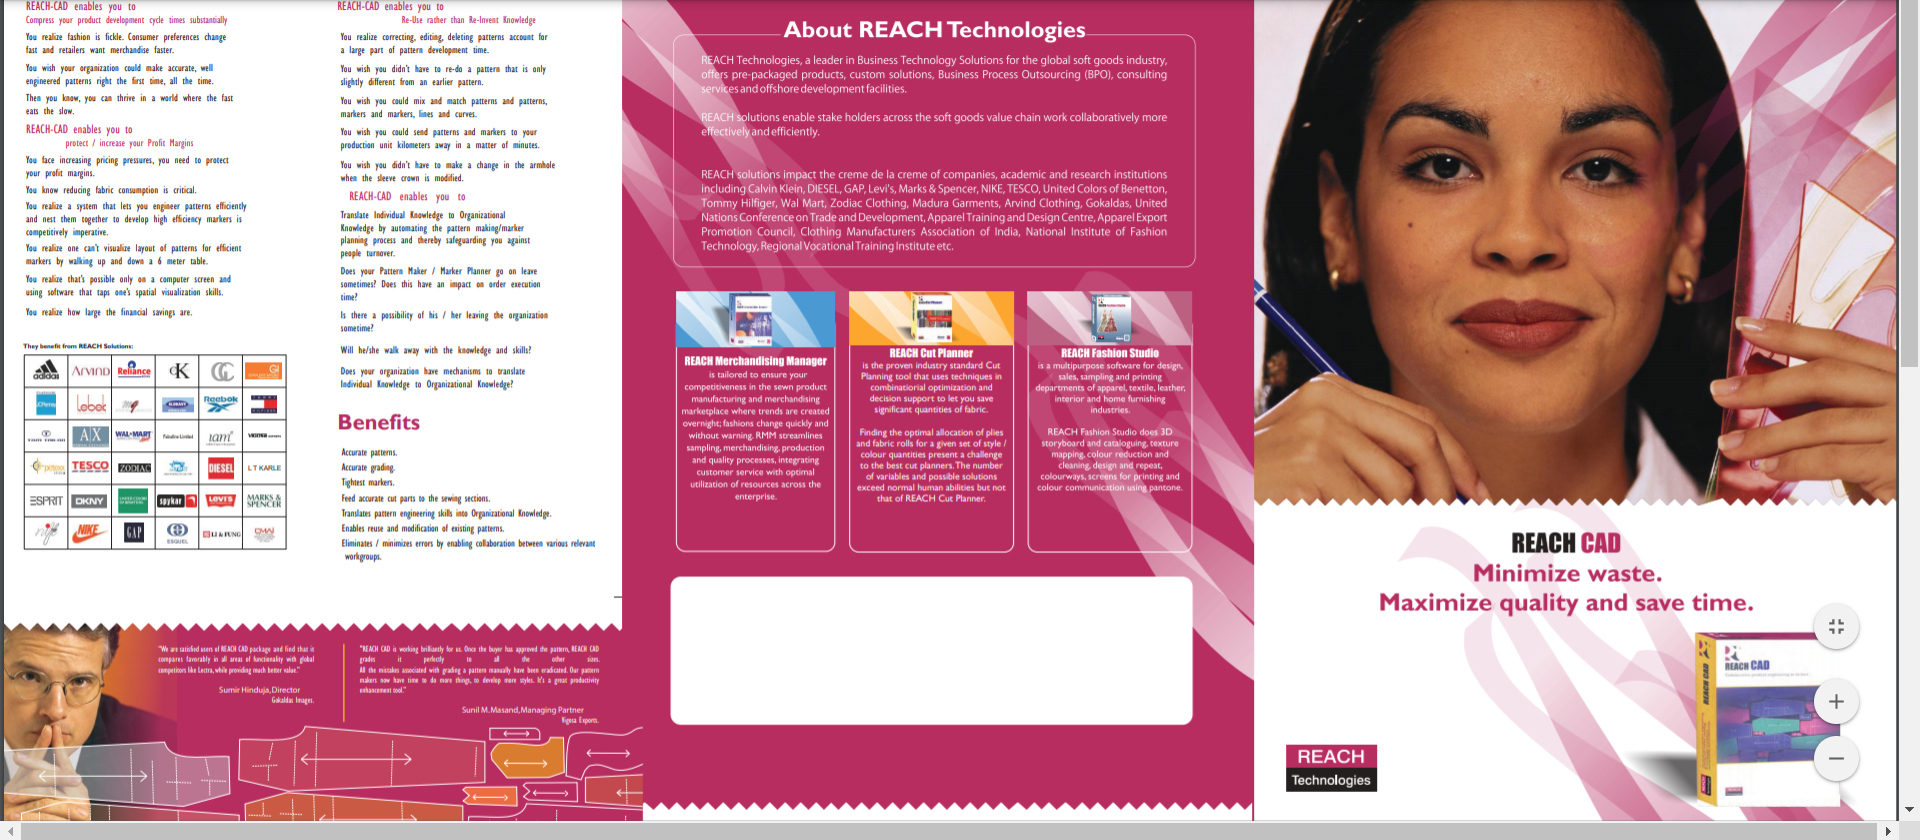 REACH-CAD enables you to
Compress your product development cycle times substantially
You realize fashion is fickle. Consumer preferences change
fast and retailers want merchandise faster.
You wish your organization could make accurate, well
engineered patterns right the first time, all the time.
Then you know, you can thrive in a world where the fast
eats the slow.
REACH-CAD enables you to
protect / increase your Profit Margins
You face increasing pricing pressures, you need to protect
your profit margins.
You know reducing fabric consumption is critical.
You realize a system that lets you engineer patterns efficiently
and nest them together to develop high efficiency markers is
competitively imperative.
You realize one can't visualize layout of patterns for efficient
markers by walking up and down a 6 meter table.
You realize that's possible only on a computer screen and
using software that taps one's spatial visualization skills.
You realize how large the financial savings are.
They benefit from REACH Solutions:
adidas ARVIND Reliance CK GI
JCPenney Lebel Reebok
A|X WAL★MART Fabuline Limited iam
TESCO ZODIAC DIESEL L T KARLE
ESPRIT DKNY spykar LEVI'S MARKS & SPENCER
nift NIKE GAP ESQUEL LI & FUNG CMAI
REACH-CAD enables you to
Re-Use rather than Re-Invent Knowledge
You realize correcting, editing, deleting patterns account for
a large part of pattern development time.
You wish you didn't have to re-do a pattern that is only
slightly different from an earlier pattern.
You wish you could mix and match patterns and patterns,
markers and markers, lines and curves.
You wish you could send patterns and markers to your
production unit kilometers away in a matter of minutes.
You wish you didn't have to make a change in the armhole
when the sleeve crown is modified.
REACH-CAD enables you to
Translate Individual Knowledge to Organizational
Knowledge by automating the pattern making/marker
planning process and thereby safeguarding you against
people turnover.
Does your Pattern Maker / Marker Planner go on leave
sometimes? Does this have an impact on order execution
time?
Is there a possibility of his / her leaving the organization
sometime?
Will he/she walk away with the knowledge and skills?
Does your organization have mechanisms to translate
Individual Knowledge to Organizational Knowledge?
Benefits
Accurate patterns.
Accurate grading.
Tightest markers.
Feed accurate cut parts to the sewing sections.
Translates pattern engineering skills into Organizational Knowledge.
Enables reuse and modification of existing patterns.
Eliminates / minimizes errors by enabling collaboration between various relevant
workgroups.
"We are satisfied users of REACH CAD package and find that it
compares favorably in all areas of functionality with global
competitors like Lectra, while providing much better value."
Sumir Hinduja, Director
Gokaldas Images.
"REACH CAD is working brilliantly for us. Once the buyer has approved the pattern, REACH CAD
grades it perfectly to all the other sizes.
All the mistakes associated with grading a pattern manually have been eradicated. Our pattern
makers now have time to do more things, to develop more styles. It's a great productivity
enhancement tool."
Sunil M. Masand, Managing Partner
Vigosa Exports.
About REACH Technologies
REACH Technologies, a leader in Business Technology Solutions for the global soft goods industry,
offers pre-packaged products, custom solutions, Business Process Outsourcing (BPO), consulting
services and offshore development facilities.
REACH solutions enable stake holders across the soft goods value chain work collaboratively more
effectively and efficiently.
REACH solutions impact the creme de la creme of companies, academic and research institutions
including Calvin Klein, DIESEL, GAP, Levi's, Marks & Spencer, NIKE, TESCO, United Colors of Benetton,
Tommy Hilfiger, Wal Mart, Zodiac Clothing, Madura Garments, Arvind Clothing, Gokaldas, United
Nations Conference on Trade and Development, Apparel Training and Design Centre, Apparel Export
Promotion Council, Clothing Manufacturers Association of India, National Institute of Fashion
Technology, Regional Vocational Training Institute etc.
REACH Merchandising Manager
is tailored to ensure your
competitiveness in the sewn product
manufacturing and merchandising
marketplace where trends are created
overnight; fashions change quickly and
without warning. RMM streamlines
sampling, merchandising, production
and quality processes, integrating
customer service with optimal
utilization of resources across the
enterprise.
REACH Cut Planner
is the proven industry standard Cut
Planning tool that uses techniques in
combinatiorial optimization and
decision support to let you save
significant quantities of fabric.
Finding the optimal allocation of plies
and fabric rolls for a given set of style /
colour quantities present a challenge
to the best cut planners. The number
of variables and possible solutions
exceed normal human abilities but not
that of REACH Cut Planner.
REACH Fashion Studio
is a multipurpose software for design,
sales, sampling and printing
departments of apparel, textile, leather,
interior and home furnishing
industries.
REACH Fashion Studio does 3D
storyboard and cataloguing, texture
mapping, colour reduction and
cleaning, design and repeat,
colourways, screens for printing and
colour communication using pantone.
REACH CAD
Minimize waste.
Maximize quality and save time.
REACH CAD
REACH CAD
REACH
Technologies